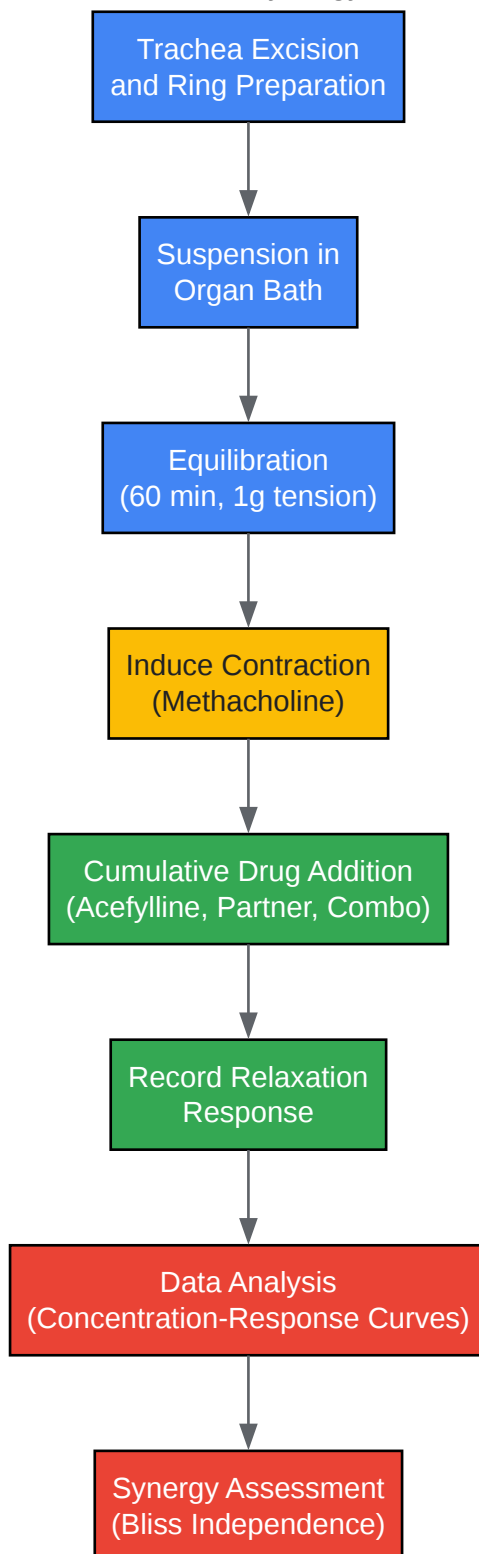 Trachea Excision
and Ring Preparation
Suspension in
Organ Bath
Equilibration
(60 min, 1g tension)
Induce Contraction
(Methacholine)
Cumulative Drug Addition
(Acefylline, Partner, Combo)
Record Relaxation
Response
Data Analysis
(Concentration-Response Curves)
Synergy Assessment
(Bliss Independence)